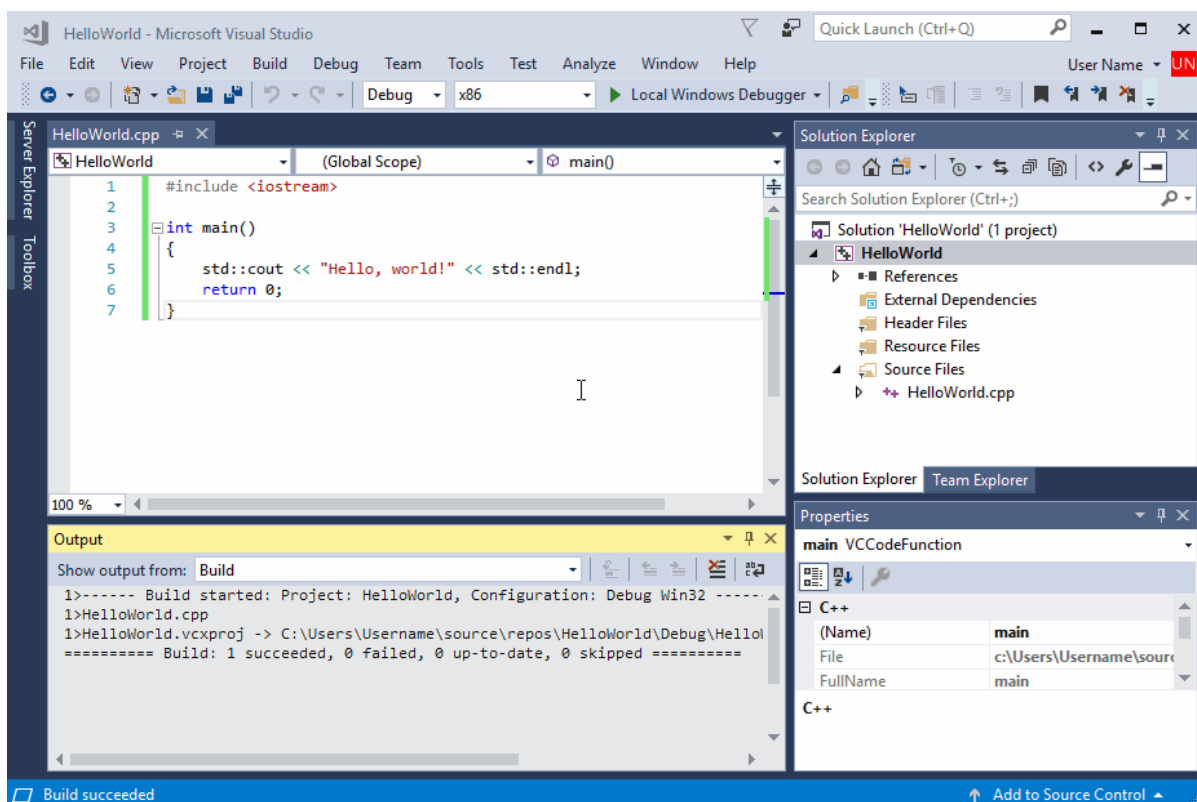 HelloWorld - Microsoft Visual Studio
Quick Launch (Ctrl+Q)
File Edit View Project Build Debug Team Tools Test Analyze Window Help
User Name UN
Debug x86 Local Windows Debugger
Server Explorer
Toolbox
HelloWorld.cpp
HelloWorld (Global Scope) main()
1 #include <iostream>
2
3 int main()
4 {
5 std::cout << "Hello, world!" << std::endl;
6 return 0;
7 }
100 %
Output
Show output from: Build
1>------ Build started: Project: HelloWorld, Configuration: Debug Win32 ------
1>HelloWorld.cpp
1>HelloWorld.vcxproj -> C:\Users\Username\source\repos\HelloWorld\Debug\Hello
========== Build: 1 succeeded, 0 failed, 0 up-to-date, 0 skipped ==========
Solution Explorer
Search Solution Explorer (Ctrl+;)
Solution 'HelloWorld' (1 project)
HelloWorld
References
External Dependencies
Header Files
Resource Files
Source Files
HelloWorld.cpp
Solution Explorer Team Explorer
Properties
main VCCodeFunction
C++
(Name) main
File c:\Users\Username\sour
FullName main
C++
Build succeeded
Add to Source Control